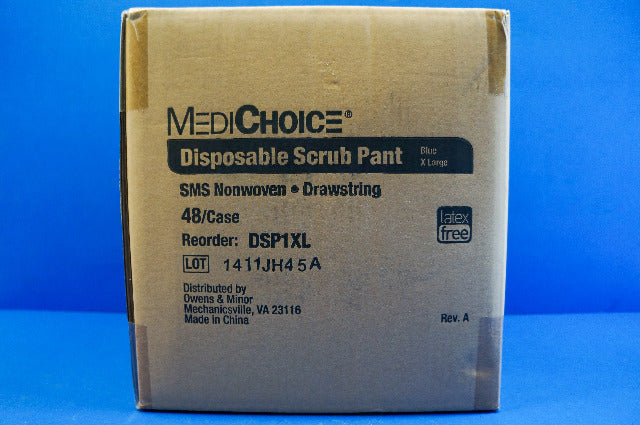 MEDICHOICE®
Disposable Scrub Pant
Blue
X Large
SMS Nonwoven • Drawstring
48/Case
latex
free
Reorder: DSP1XL
LOT 1411JH45A
Distributed by
Owens & Minor
Mechanicsville, VA 23116
Made in China
Rev. A